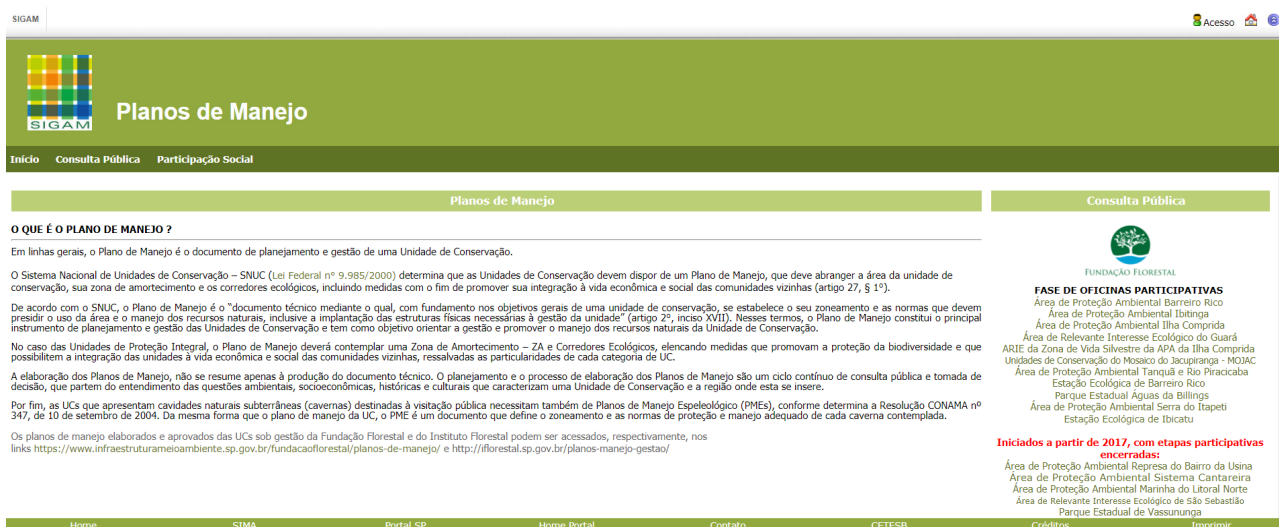 SIGAM
Acesso
SIGAM
Planos de Manejo
Início Consulta Pública Participação Social
Planos de Manejo
O QUE É O PLANO DE MANEJO ?
Em linhas gerais, o Plano de Manejo é o documento de planejamento e gestão de uma Unidade de Conservação.
O Sistema Nacional de Unidades de Conservação – SNUC (Lei Federal nº 9.985/2000) determina que as Unidades de Conservação devem dispor de um Plano de Manejo, que deve abranger a área da unidade de
conservação, sua zona de amortecimento e os corredores ecológicos, incluindo medidas com o fim de promover sua integração à vida econômica e social das comunidades vizinhas (artigo 27, § 1º).
De acordo com o SNUC, o Plano de Manejo é o “documento técnico mediante o qual, com fundamento nos objetivos gerais de uma unidade de conservação, se estabelece o seu zoneamento e as normas que devem
presidir o uso da área e o manejo dos recursos naturais, inclusive a implantação das estruturas físicas necessárias à gestão da unidade” (artigo 2º, inciso XVII). Nesses termos, o Plano de Manejo constitui o principal
instrumento de planejamento e gestão das Unidades de Conservação e tem como objetivo orientar a gestão e promover o manejo dos recursos naturais da Unidade de Conservação.
No caso das Unidades de Proteção Integral, o Plano de Manejo deverá contemplar uma Zona de Amortecimento – ZA e Corredores Ecológicos, elencando medidas que promovam a proteção da biodiversidade e que
possibilitem a integração das unidades à vida econômica e social das comunidades vizinhas, ressalvadas as particularidades de cada categoria de UC.
A elaboração dos Planos de Manejo, não se resume apenas à produção do documento técnico. O planejamento e o processo de elaboração dos Planos de Manejo são um ciclo contínuo de consulta pública e tomada de
decisão, que partem do entendimento das questões ambientais, socioeconômicas, históricas e culturais que caracterizam uma Unidade de Conservação e a região onde esta se insere.
Por fim, as UCs que apresentam cavidades naturais subterrâneas (cavernas) destinadas à visitação pública necessitam também de Planos de Manejo Espeleológico (PMEs), conforme determina a Resolução CONAMA nº
347, de 10 de setembro de 2004. Da mesma forma que o plano de manejo da UC, o PME é um documento que define o zoneamento e as normas de proteção e manejo adequado de cada caverna contemplada.
Os planos de manejo elaborados e aprovados das UCs sob gestão da Fundação Florestal e do Instituto Florestal podem ser acessados, respectivamente, nos
links https://www.infraestruturameioambiente.sp.gov.br/fundacaoflorestal/planos-de-manejo/ e http://iflorestal.sp.gov.br/planos-manejo-gestao/
Consulta Pública
FUNDAÇÃO FLORESTAL
FASE DE OFICINAS PARTICIPATIVAS
Área de Proteção Ambiental Barreiro Rico
Área de Proteção Ambiental Ibitinga
Área de Proteção Ambiental Ilha Comprida
Área de Relevante Interesse Ecológico do Guará
ARIE da Zona de Vida Silvestre da APA da Ilha Comprida
Unidades de Conservação do Mosaico do Jacupiranga - MOJAC
Área de Proteção Ambiental Tanquã e Rio Piracicaba
Estação Ecológica de Barreiro Rico
Parque Estadual Águas da Billings
Área de Proteção Ambiental Serra do Itapeti
Estação Ecológica de Ibicatu
Iniciados a partir de 2017, com etapas participativas
encerradas:
Área de Proteção Ambiental Represa do Bairro da Usina
Área de Proteção Ambiental Sistema Cantareira
Área de Proteção Ambiental Marinha do Litoral Norte
Área de Relevante Interesse Ecológico de São Sebastião
Parque Estadual de Vassununga
Home SIMA Portal SP Home Portal Contato CETESB Créditos Imprimir